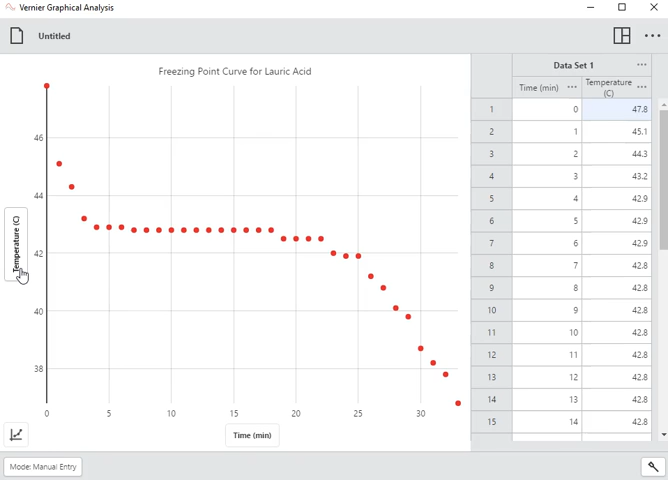 Vernier Graphical Analysis
Untitled
Freezing Point Curve for Lauric Acid
Temperature (C)
46
44
42
40
38
0 5 10 15 20 25 30
Time (min)
Mode: Manual Entry
Data Set 1
Time (min) Temperature (C)
1 0 47.8
2 1 45.1
3 2 44.3
4 3 43.2
5 4 42.9
6 5 42.9
7 6 42.9
8 7 42.8
9 8 42.8
10 9 42.8
11 10 42.8
12 11 42.8
13 12 42.8
14 13 42.8
15 14 42.8